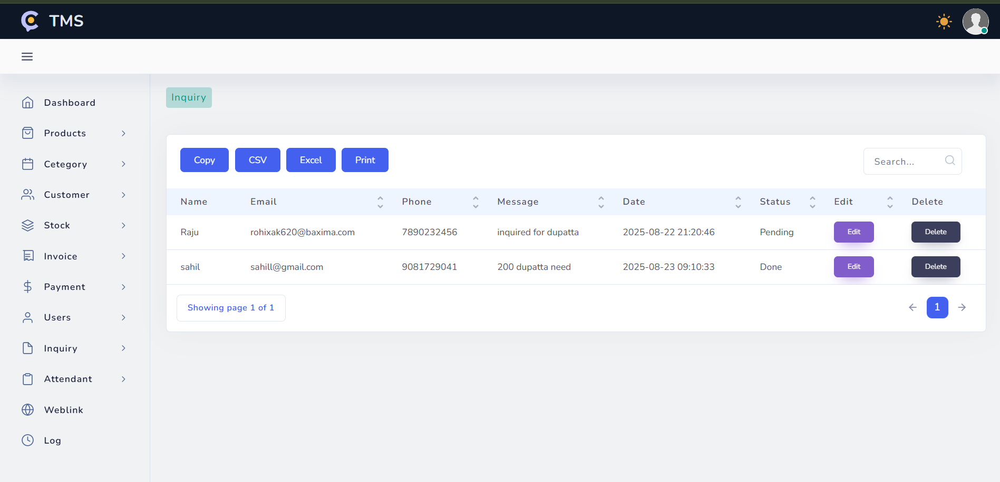 TMS
Dashboard
Products
Cetegory
Customer
Stock
Invoice
Payment
Users
Inquiry
Attendant
Weblink
Log
Inquiry
Copy CSV Excel Print
Search...
Name Email Phone Message Date Status Edit Delete
Raju rohixak620@baxima.com 7890232456 inquired for dupatta 2025-08-22 21:20:46 Pending Edit Delete
sahil sahill@gmail.com 9081729041 200 dupatta need 2025-08-23 09:10:33 Done Edit Delete
Showing page 1 of 1
1